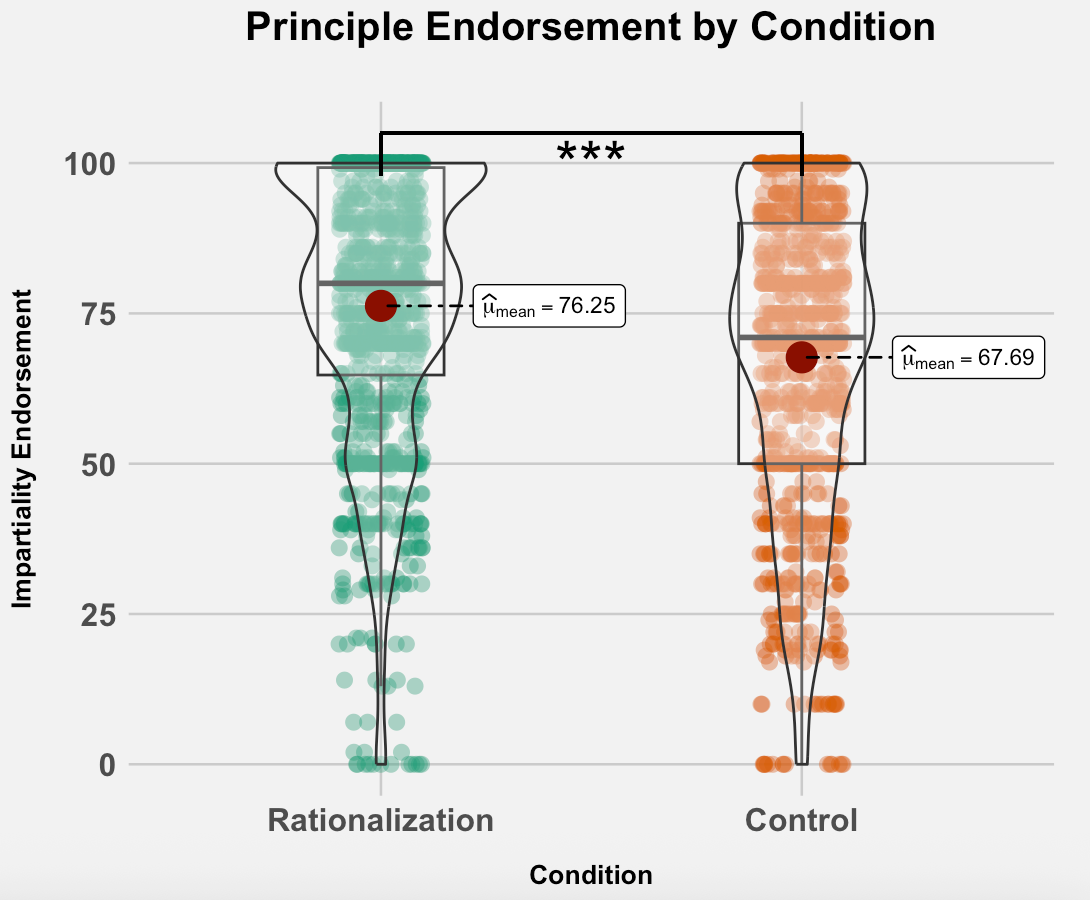 Principle Endorsement by Condition
***
100
75
50
25
0
Impartiality Endorsement
μ̂mean = 76.25
μ̂mean = 67.69
Rationalization
Control
Condition